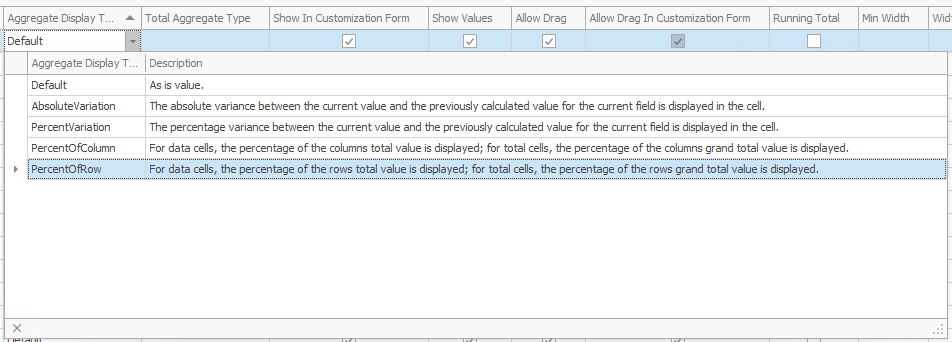 Aggregate Display T... Total Aggregate Type Show In Customization Form Show Values Allow Drag Allow Drag In Customization Form Running Total Min Width Widt
Default
Aggregate Display T... Description
Default As is value.
AbsoluteVariation The absolute variance between the current value and the previously calculated value for the current field is displayed in the cell.
PercentVariation The percentage variance between the current value and the previously calculated value for the current field is displayed in the cell.
PercentOfColumn For data cells, the percentage of the columns total value is displayed; for total cells, the percentage of the columns grand total value is displayed.
PercentOfRow For data cells, the percentage of the rows total value is displayed; for total cells, the percentage of the rows grand total value is displayed.